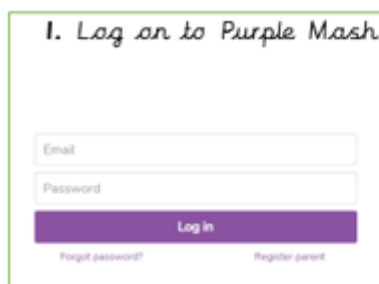 1. Log on to Purple Mash
Email
Password
Log in
Forgot password? Register parent